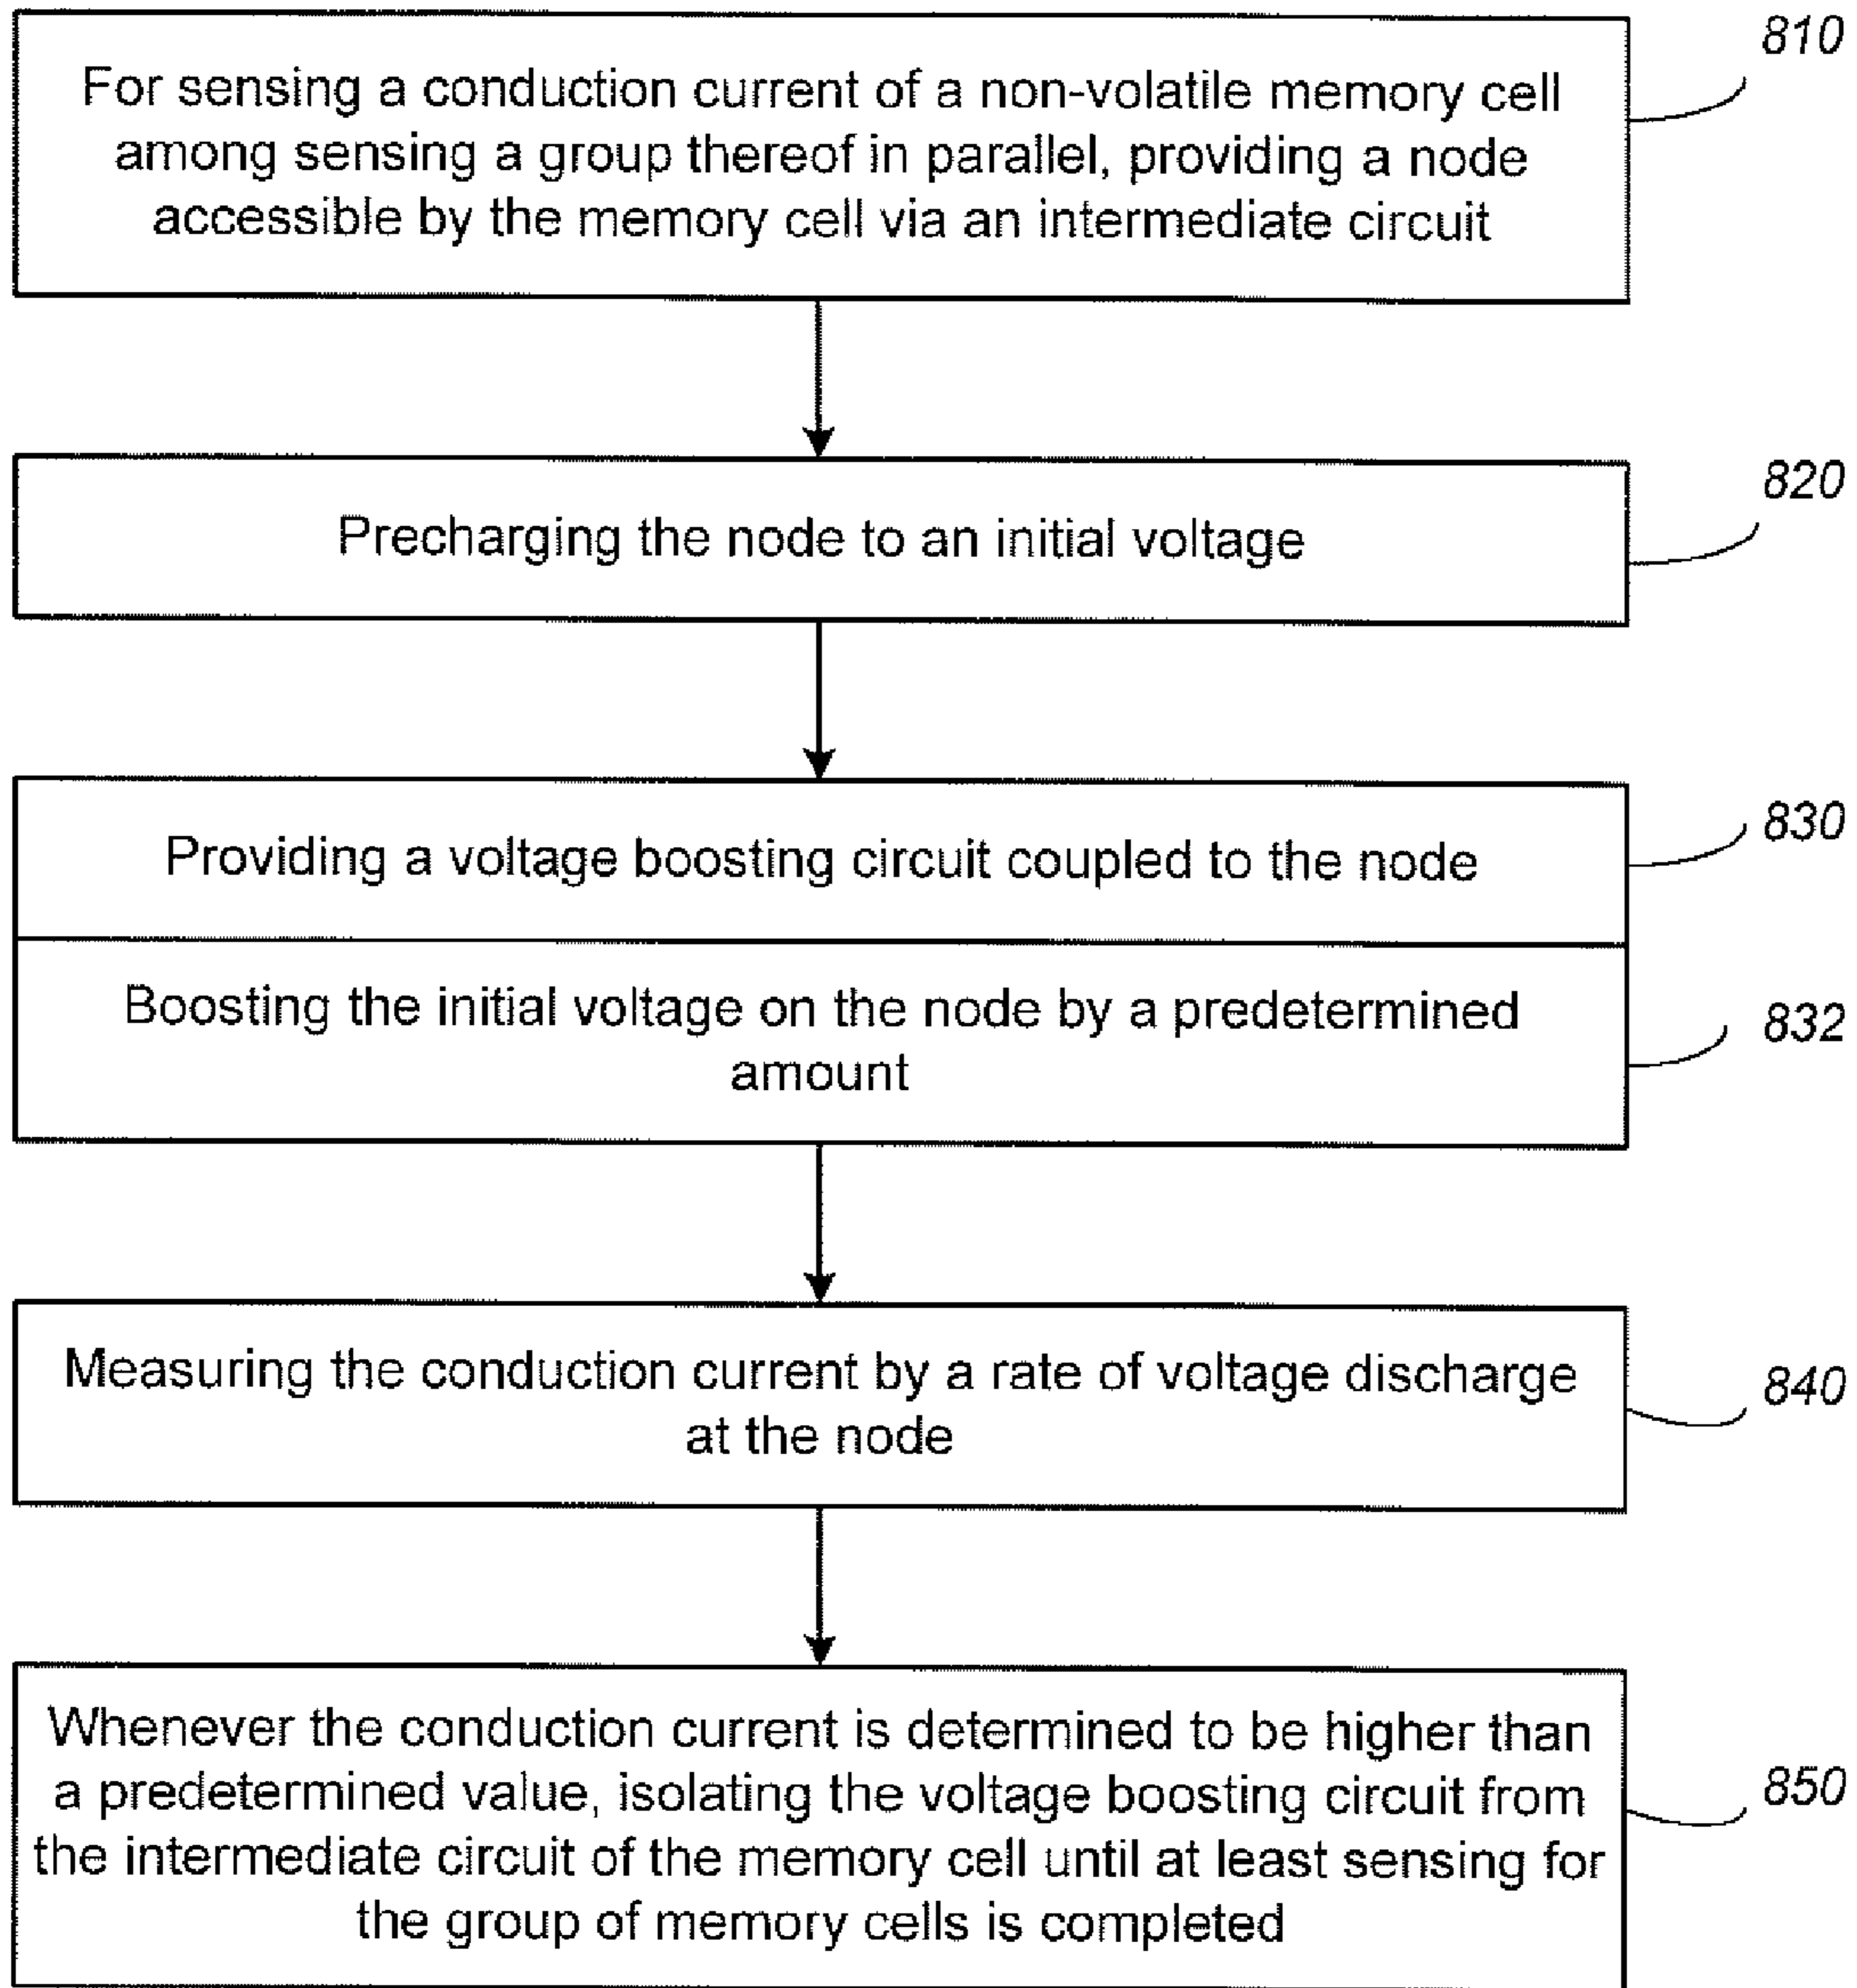 810
For sensing a conduction current of a non-volatile memory cell
among sensing a group thereof in parallel, providing a node
accessible by the memory cell via an intermediate circuit
820
Precharging the node to an initial voltage
830
Providing a voltage boosting circuit coupled to the node
Boosting the initial voltage on the node by a predetermined
amount
832
Measuring the conduction current by a rate of voltage discharge
at the node
840
Whenever the conduction current is determined to be higher than
a predetermined value, isolating the voltage boosting circuit from
the intermediate circuit of the memory cell until at least sensing for
the group of memory cells is completed
850